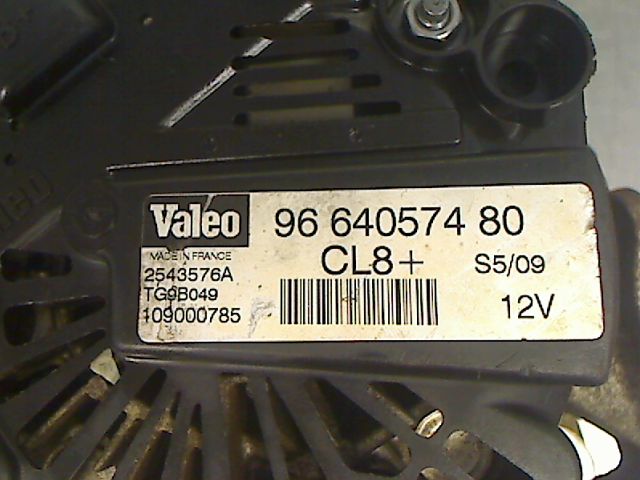 Valeo
96 640574 80
MADE IN FRANCE
CL8+
S5/09
2543576A
TG9B049
109000785
12V